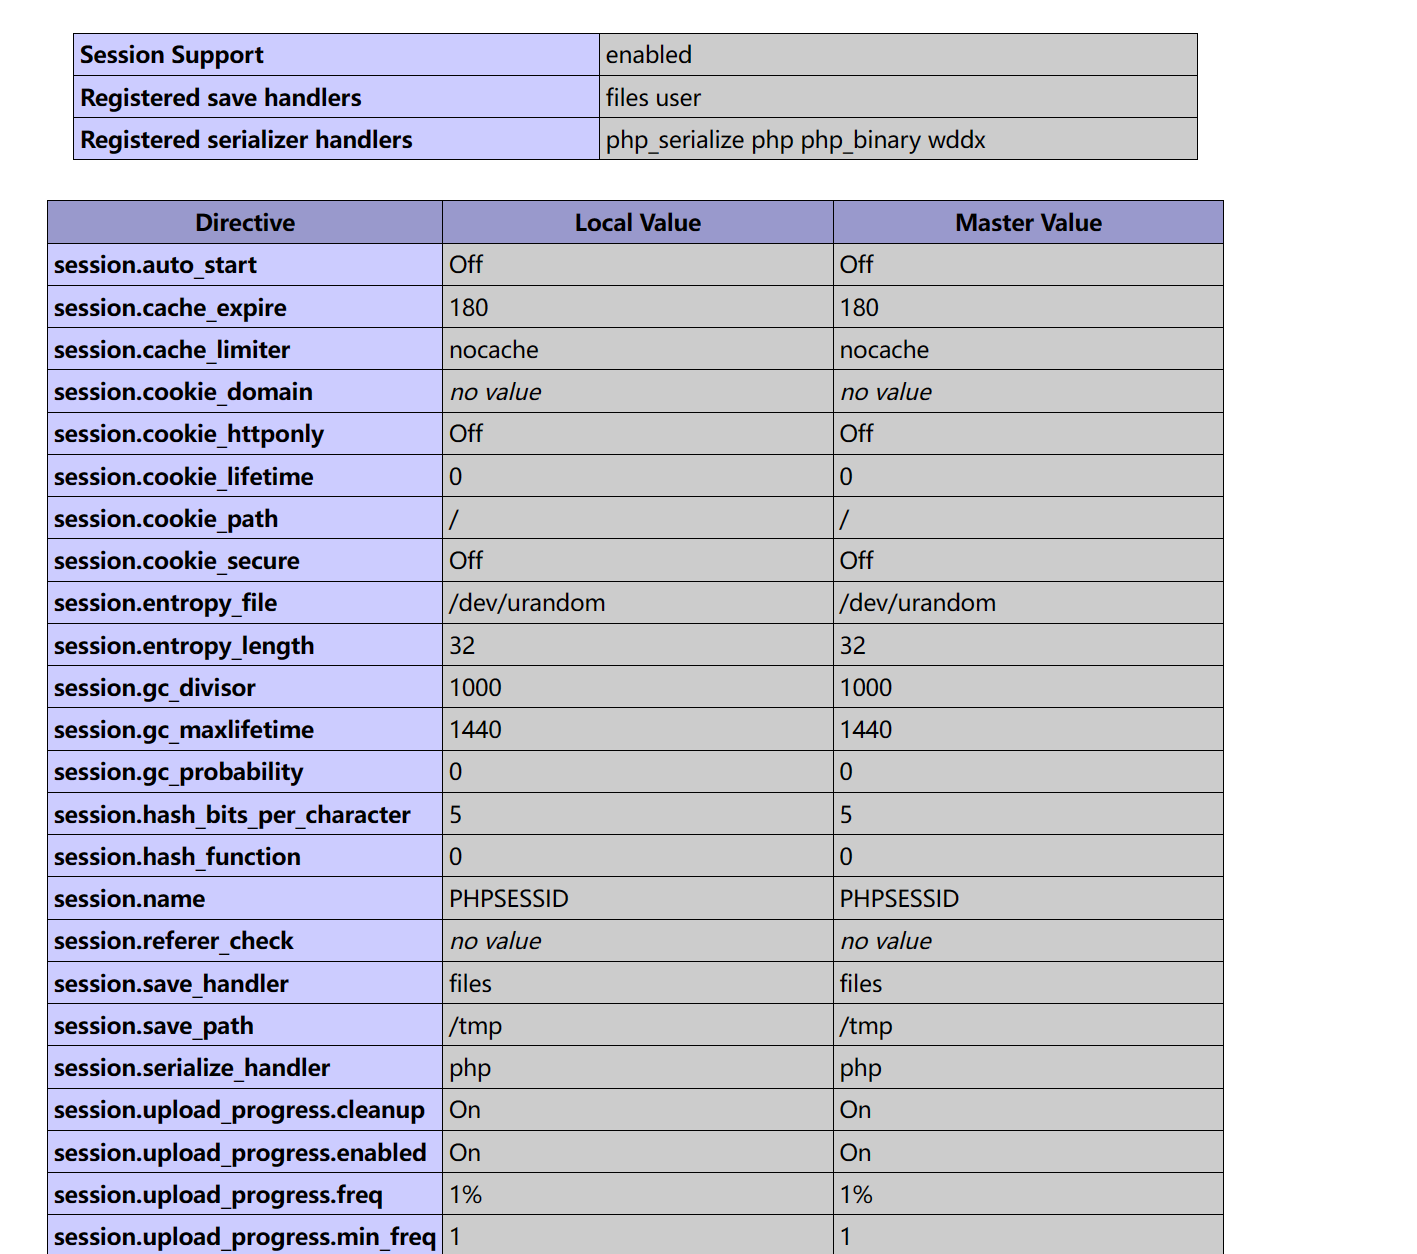 Session Support enabled
Registered save handlers files user
Registered serializer handlers php_serialize php php_binary wddx
Directive Local Value Master Value
session.auto_start Off Off
session.cache_expire 180 180
session.cache_limiter nocache nocache
session.cookie_domain no value no value
session.cookie_httponly Off Off
session.cookie_lifetime 0 0
session.cookie_path / /
session.cookie_secure Off Off
session.entropy_file /dev/urandom /dev/urandom
session.entropy_length 32 32
session.gc_divisor 1000 1000
session.gc_maxlifetime 1440 1440
session.gc_probability 0 0
session.hash_bits_per_character 5 5
session.hash_function 0 0
session.name PHPSESSID PHPSESSID
session.referer_check no value no value
session.save_handler files files
session.save_path /tmp /tmp
session.serialize_handler php php
session.upload_progress.cleanup On On
session.upload_progress.enabled On On
session.upload_progress.freq 1% 1%
session.upload_progress.min_freq 1 1